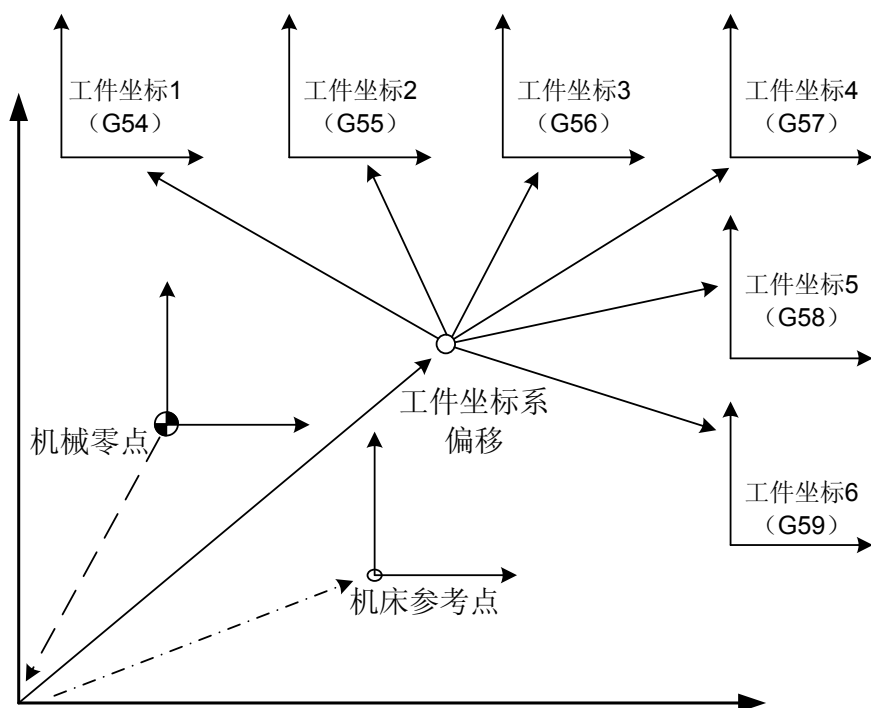 工件坐标1
（G54）
工件坐标2
（G55）
工件坐标3
（G56）
工件坐标4
（G57）
工件坐标5
（G58）
工件坐标系
偏移
机械零点
工件坐标6
（G59）
机床参考点